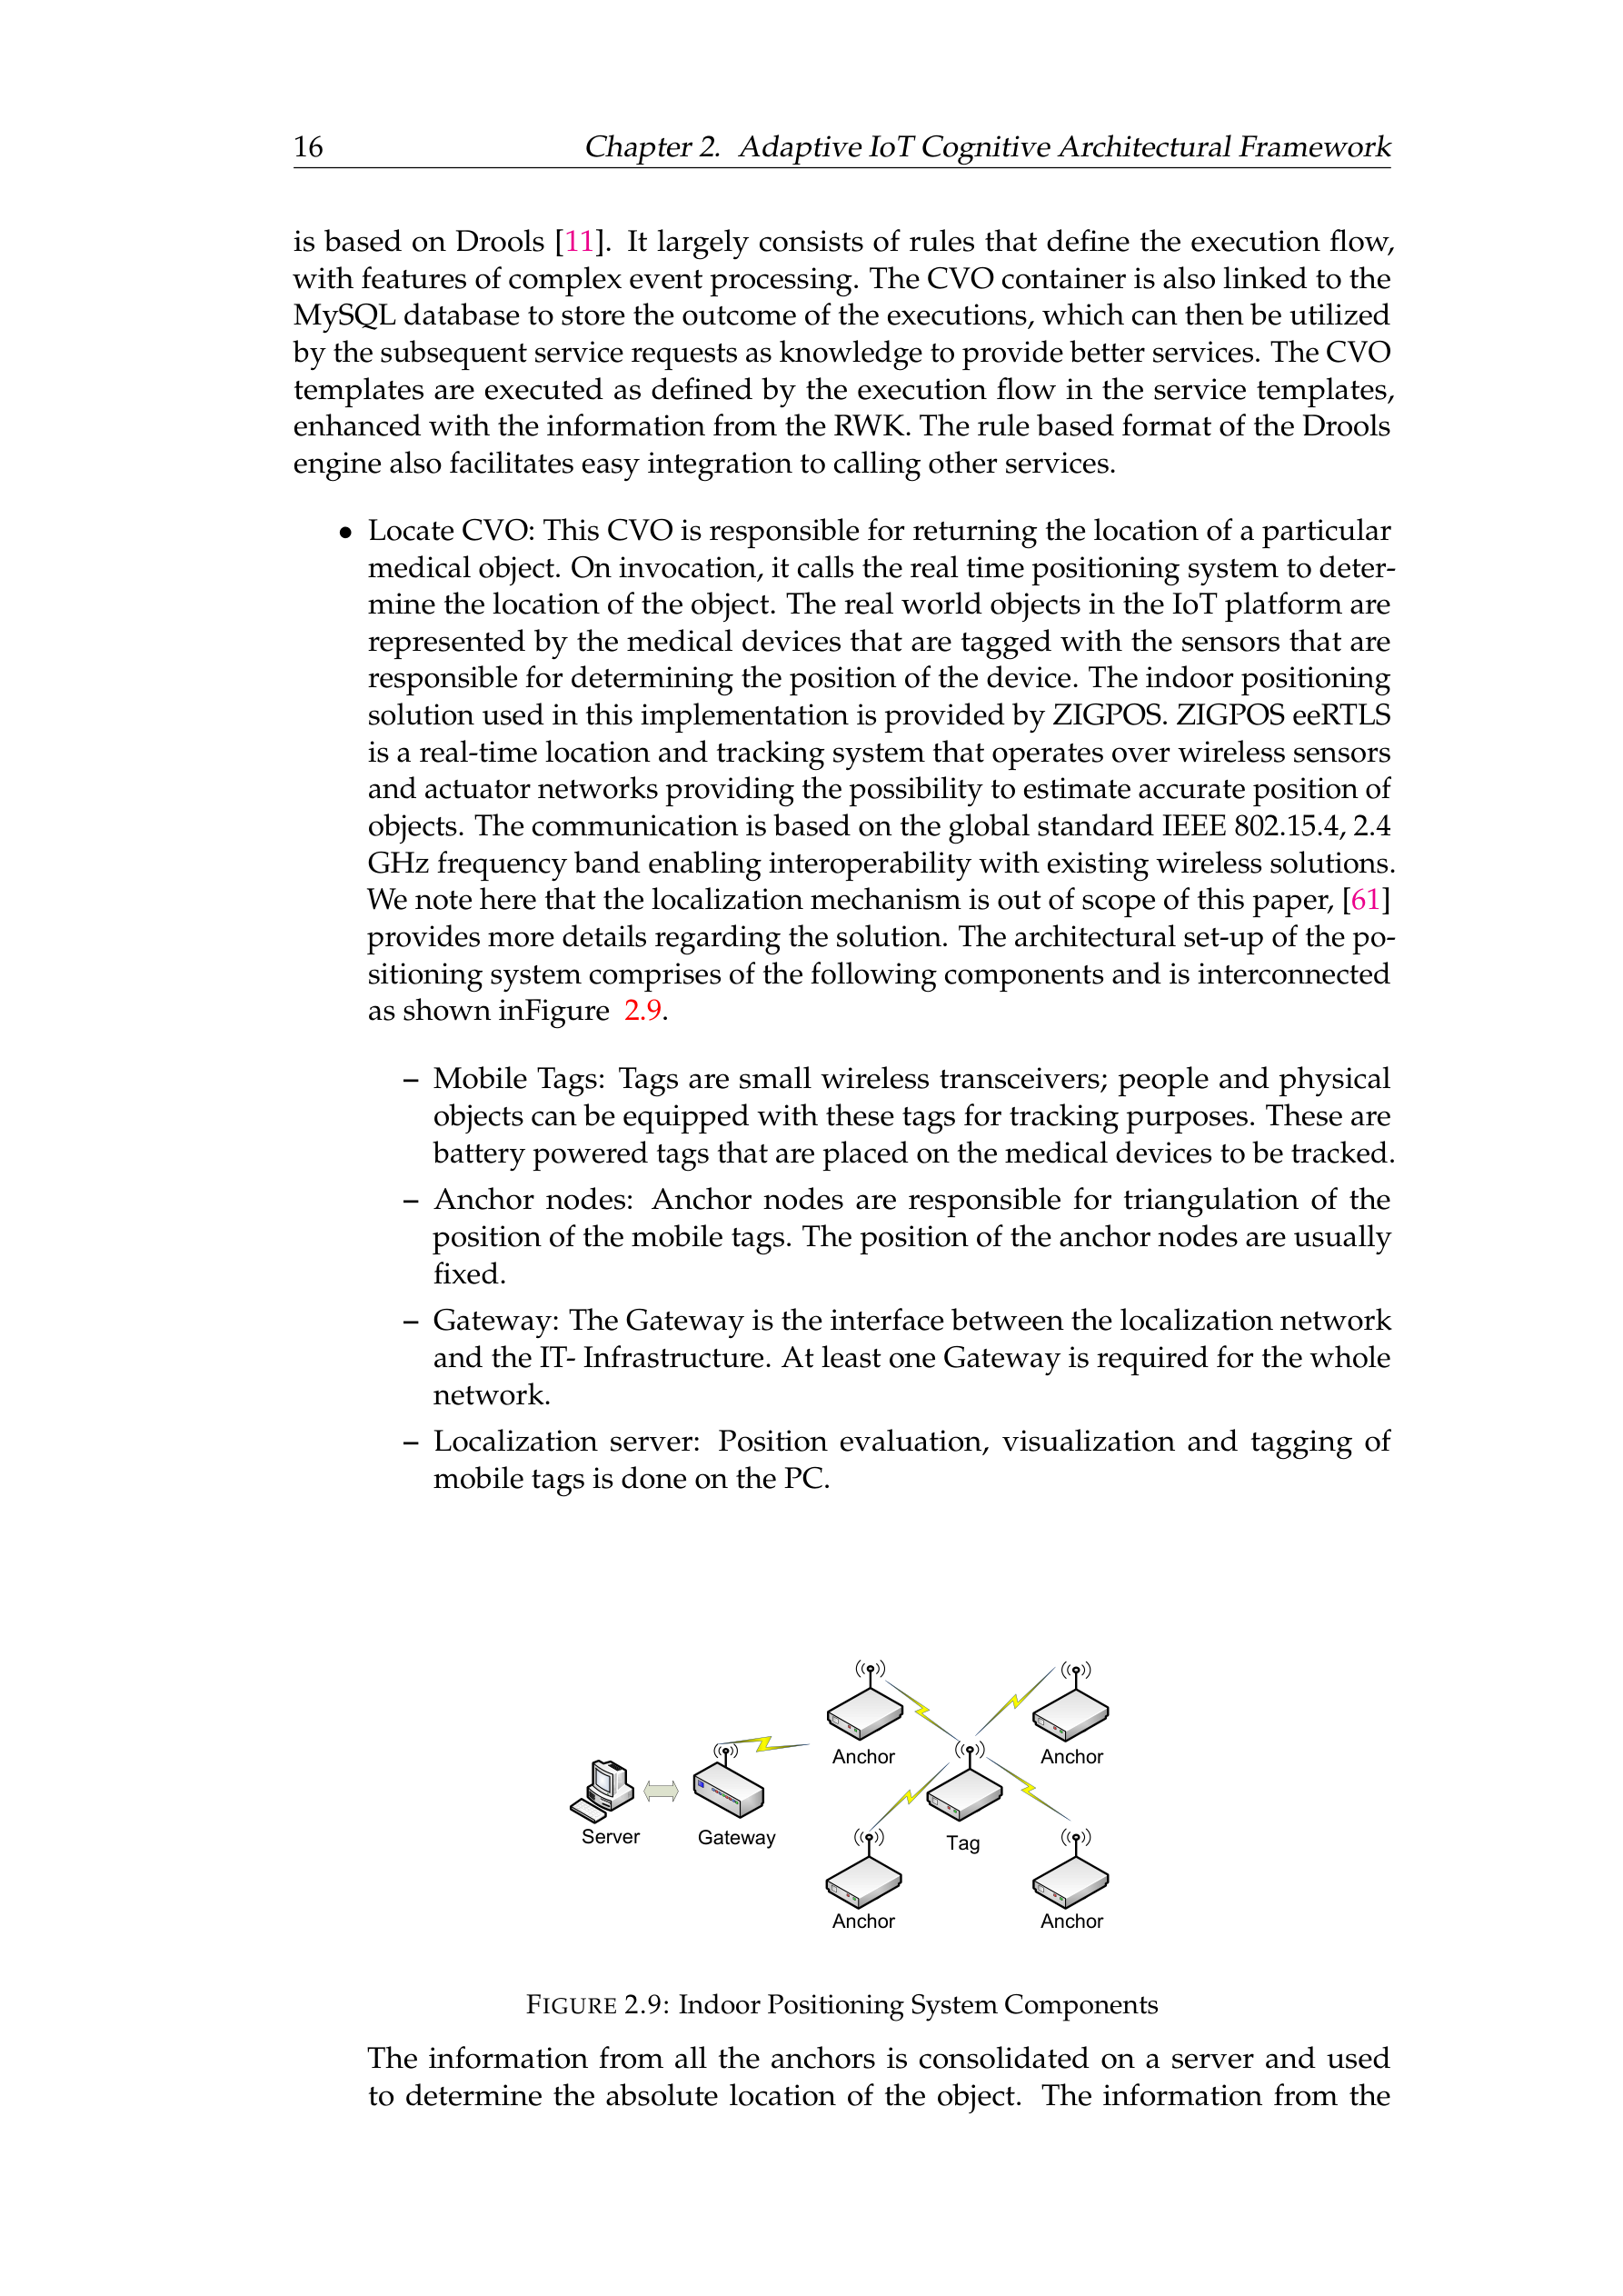 16 Chapter 2. Adaptive IoT Cognitive Architectural Framework
is based on Drools [11]. It largely consists of rules that define the execution flow,
with features of complex event processing. The CVO container is also linked to the
MySQL database to store the outcome of the executions, which can then be utilized
by the subsequent service requests as knowledge to provide better services. The CVO
templates are executed as defined by the execution flow in the service templates,
enhanced with the information from the RWK. The rule based format of the Drools
engine also facilitates easy integration to calling other services.
• Locate CVO: This CVO is responsible for returning the location of a particular
medical object. On invocation, it calls the real time positioning system to deter-
mine the location of the object. The real world objects in the IoT platform are
represented by the medical devices that are tagged with the sensors that are
responsible for determining the position of the device. The indoor positioning
solution used in this implementation is provided by ZIGPOS. ZIGPOS eeRTLS
is a real-time location and tracking system that operates over wireless sensors
and actuator networks providing the possibility to estimate accurate position of
objects. The communication is based on the global standard IEEE 802.15.4, 2.4
GHz frequency band enabling interoperability with existing wireless solutions.
We note here that the localization mechanism is out of scope of this paper, [61]
provides more details regarding the solution. The architectural set-up of the po-
sitioning system comprises of the following components and is interconnected
as shown inFigure 2.9.
– Mobile Tags: Tags are small wireless transceivers; people and physical
objects can be equipped with these tags for tracking purposes. These are
battery powered tags that are placed on the medical devices to be tracked.
– Anchor nodes: Anchor nodes are responsible for triangulation of the
position of the mobile tags. The position of the anchor nodes are usually
fixed.
– Gateway: The Gateway is the interface between the localization network
and the IT- Infrastructure. At least one Gateway is required for the whole
network.
– Localization server: Position evaluation, visualization and tagging of
mobile tags is done on the PC.
Anchor Anchor
Server Gateway Tag
Anchor Anchor
FIGURE 2.9: Indoor Positioning System Components
The information from all the anchors is consolidated on a server and used
to determine the absolute location of the object. The information from the